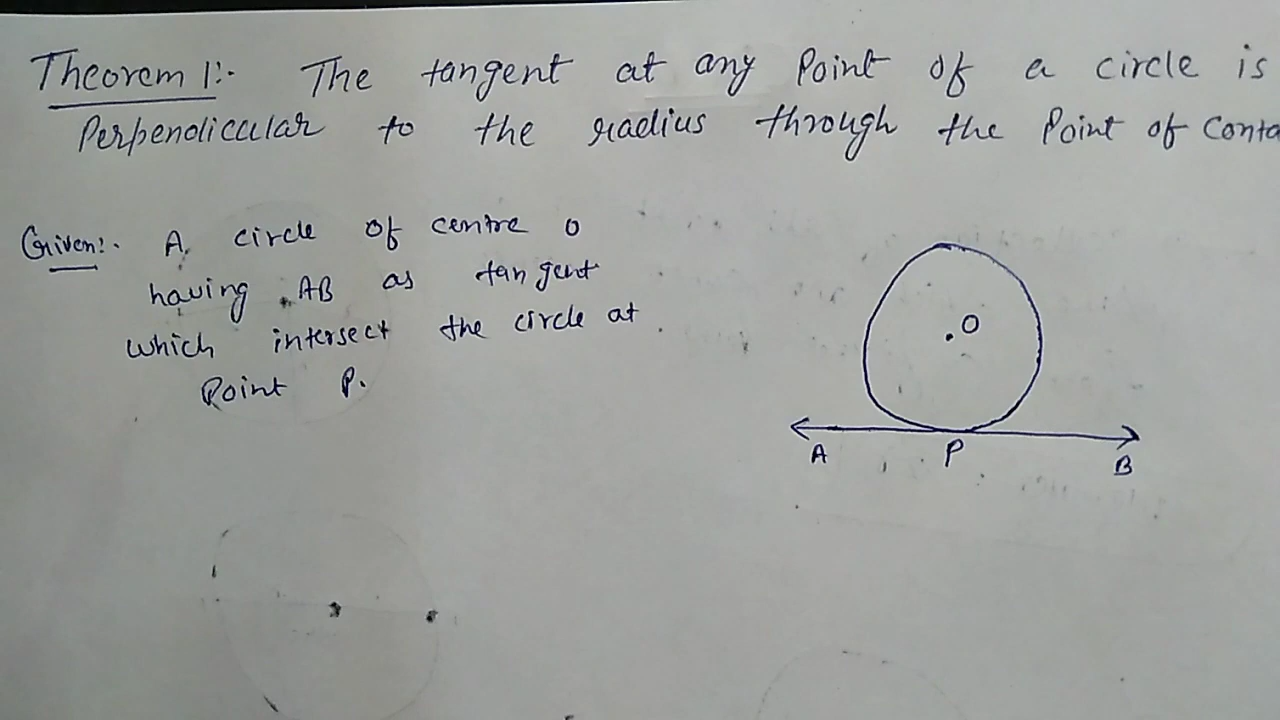 Theorem 1:- The tangent at any Point of a circle is
Perpendicular to the radius through the Point of Conta
Given:- A circle of centre O
having AB as tangent
which intersect the circle at
Point P.
O
A P B